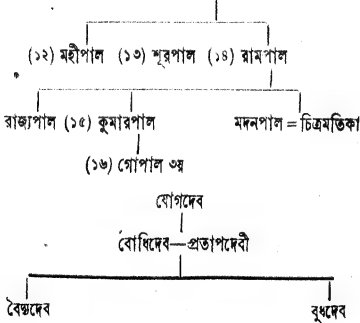 (১২) মহীপাল (১৩) শূরপাল (১৪) রামপাল
রাজ্যপাল (১৫) কুমারপাল মদনপাল = চিত্রমতিকা
(১৬) গোপাল ৩য়
যোগদেব
বোধিদেব—প্রতাপদেবী
বৈদ্যদেব বুধদেব